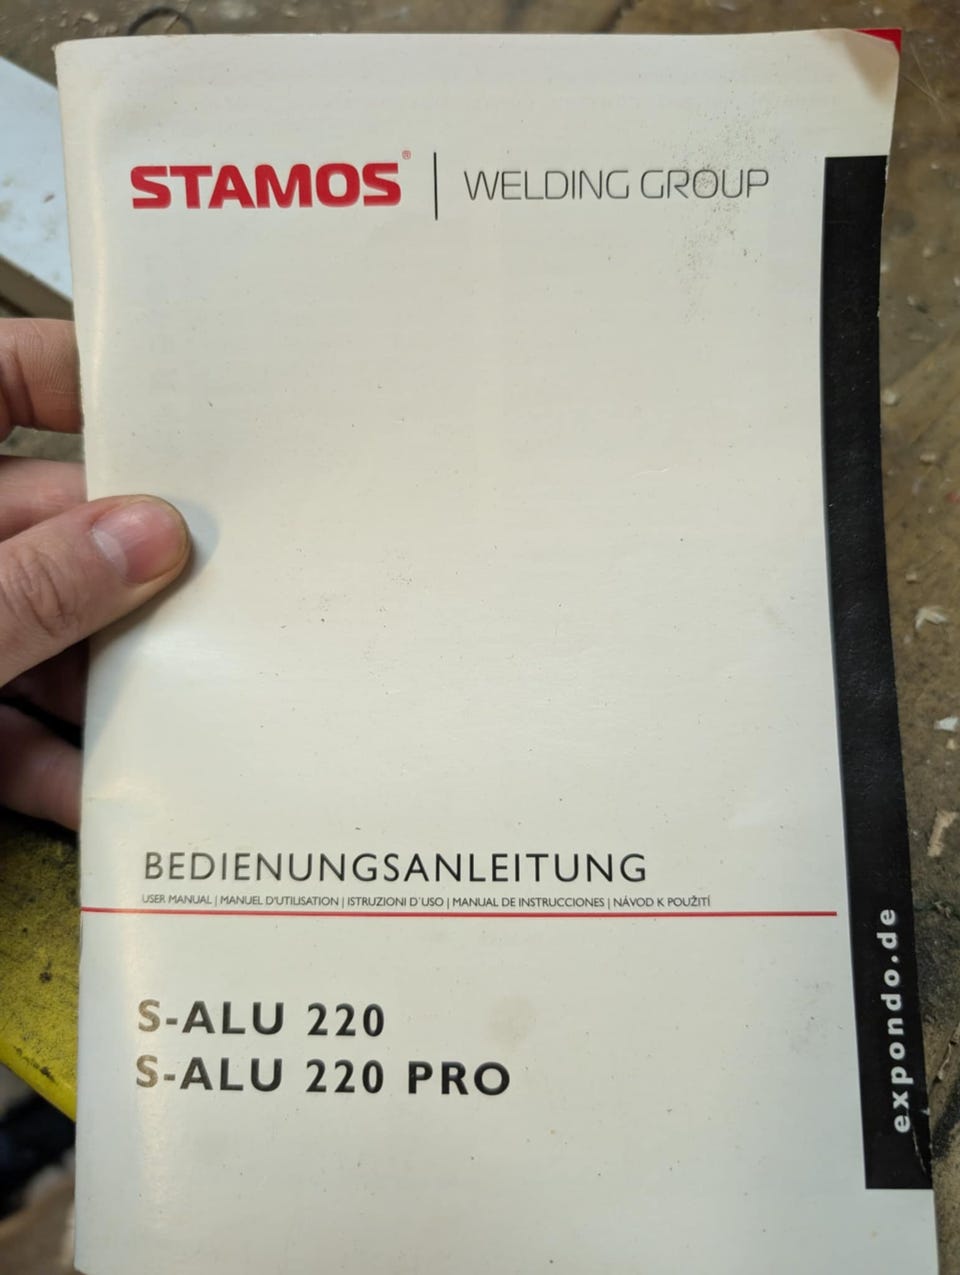 STAMOS® | WELDING GROUP
BEDIENUNGSANLEITUNG
USER MANUAL | MANUEL D'UTILISATION | ISTRUZIONI D´USO | MANUAL DE INSTRUCCIONES | NÁVOD K POUŽITÍ
S-ALU 220
S-ALU 220 PRO
expondo.de